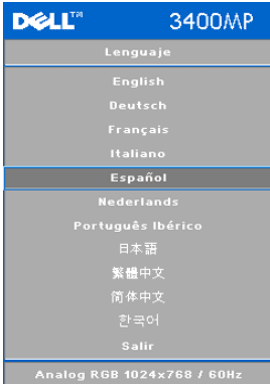 DELL™ 3400MP
Lenguaje
English
Deutsch
Français
Italiano
Español
Nederlands
Português Ibérico
日本語
繁體中文
简体中文
한국어
Salir
Analog RGB 1024x768 / 60Hz